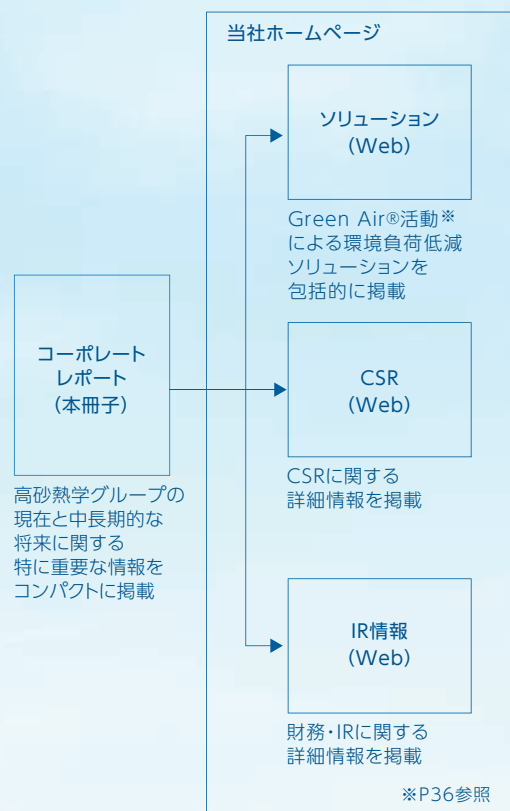 当社ホームページ
ソリューション
(Web)
Green Air®活動※
による環境負荷低減
ソリューションを
包括的に掲載
コーポレート
レポート
(本冊子)
高砂熱学グループの
現在と中長期的な
将来に関する
特に重要な情報を
コンパクトに掲載
CSR
(Web)
CSRに関する
詳細情報を掲載
IR情報
(Web)
財務・IRに関する
詳細情報を掲載
※P36参照